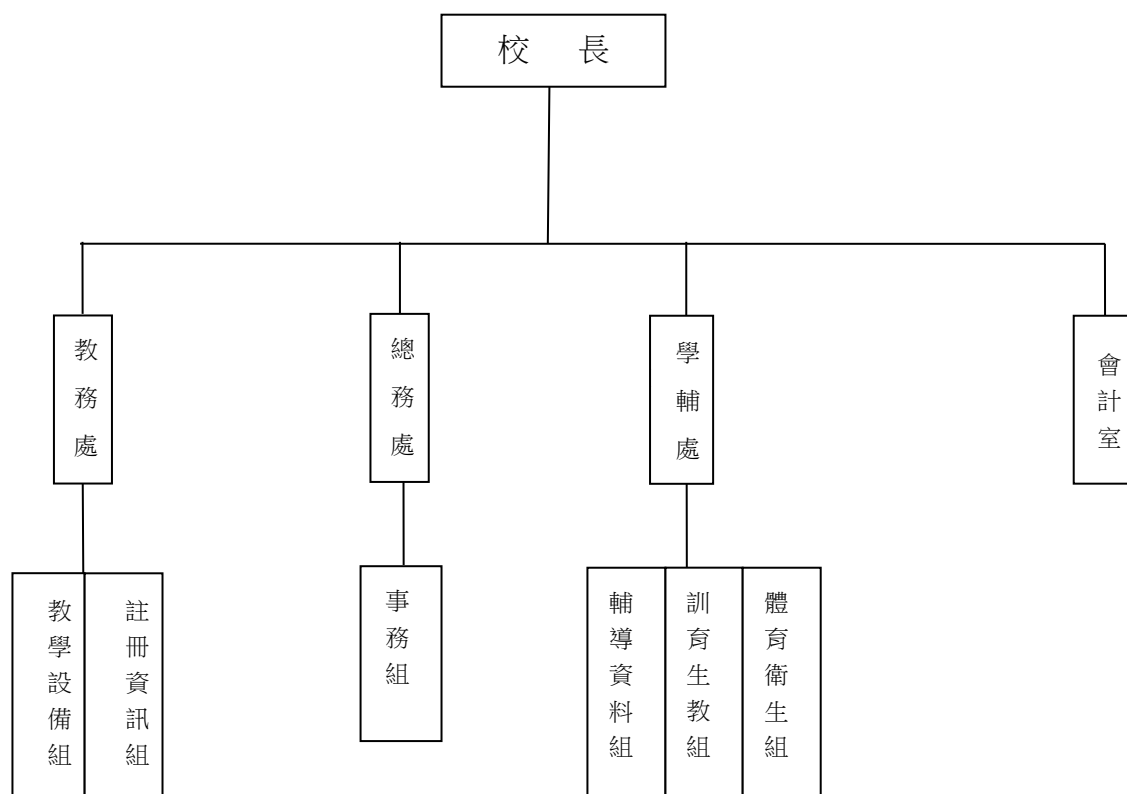 校 長
教務處
總務處
學輔處
會計室
教學設備組
註冊資訊組
事務組
輔導資料組
訓育生教組
體育衛生組